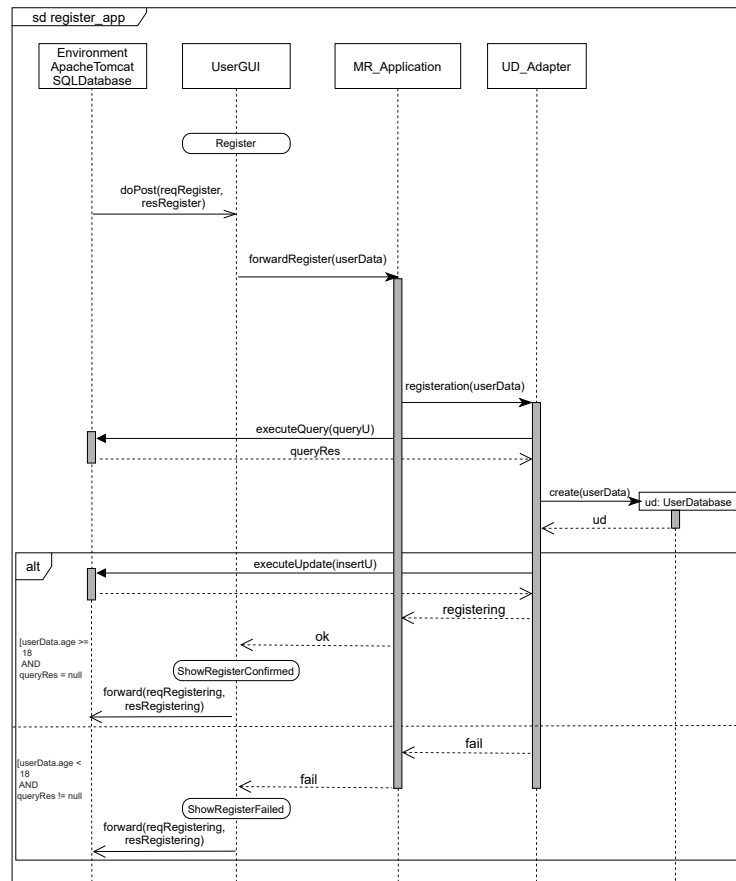 sd register_app
Environment
ApacheTomcat
SQLDatabase
UserGUI
MR_Application
UD_Adapter
Register
doPost(reqRegister,
resRegister)
forwardRegister(userData)
registeration(userData)
executeQuery(queryU)
queryRes
create(userData)
ud: UserDatabase
ud
alt
executeUpdate(insertU)
registering
[userData.age >=
18
AND
queryRes = null
ok
ShowRegisterConfirmed
forward(reqRegistering,
resRegistering)
fail
[userData.age <
18
AND
queryRes != null
fail
ShowRegisterFailed
forward(reqRegistering,
resRegistering)